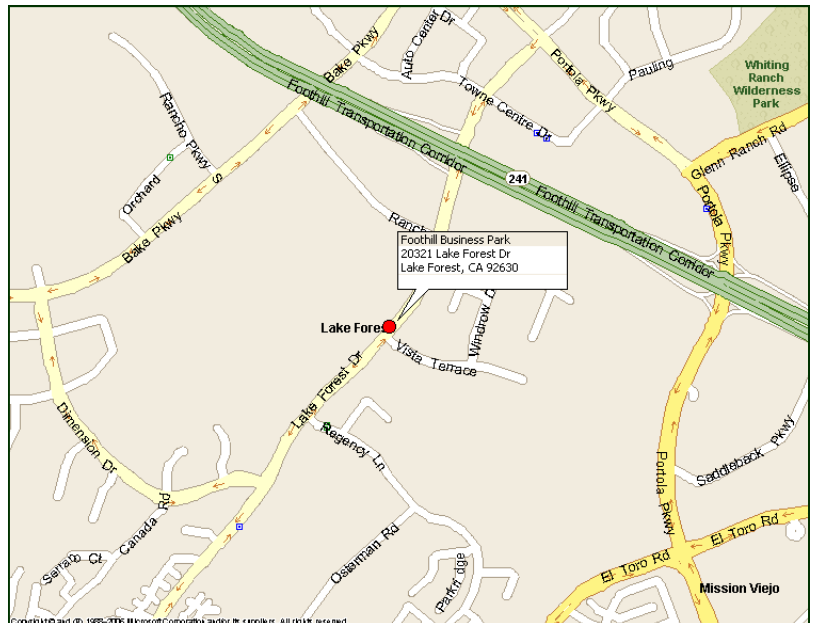 Bake Pkwy
Auto Center Dr
Portola Pkwy
Pauling
Whiting
Ranch
Wilderness
Park
Foothill Transportation Corridor
Towne Centre Dr
Rancho Pkwy S
Glenn Ranch Rd
Orchard
241
Foothill Transportation Corridor
Ellipse
Portola Pkwy
Bake Pkwy
Foothill Business Park
20321 Lake Forest Dr
Lake Forest, CA 92630
Windrow
Lake Fores
Vista Terrace
Lake Forest Dr
Dimension Dr
Regency Ln
Saddleback Pkwy
Portola Pkwy
Canada Rd
Serrano Ct
Osterman Rd
El Toro Rd
El Toro Rd
Mission Viejo